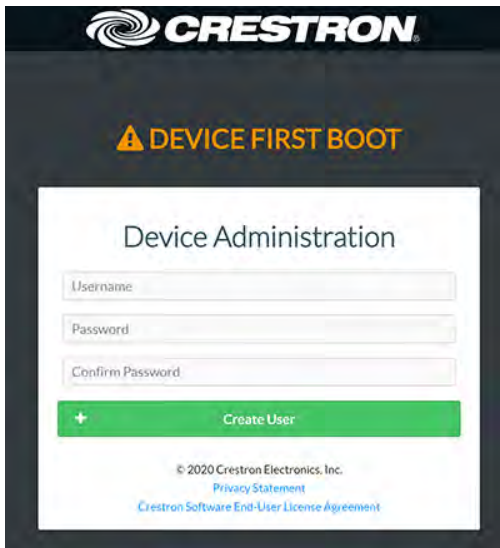 CRESTRON®
DEVICE FIRST BOOT
Device Administration
Username
Password
Confirm Password
+ Create User
© 2020 Crestron Electronics, Inc.
Privacy Statement
Crestron Software End-User License Agreement